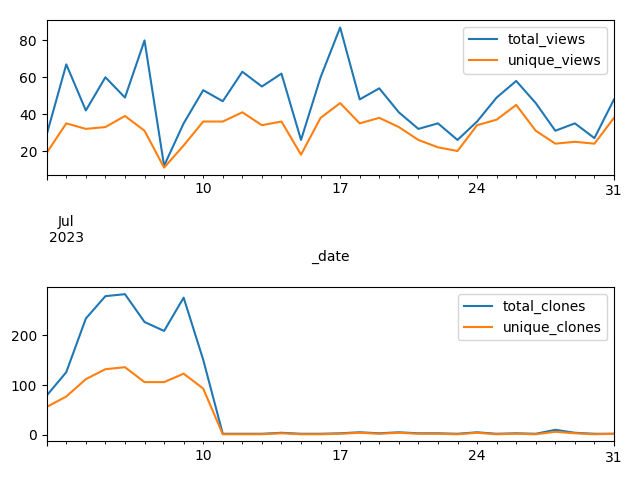 total_views
unique_views
80
60
40
20
10 17 24 31
Jul
2023
_date
total_clones
unique_clones
200
100
0
10 17 24 31